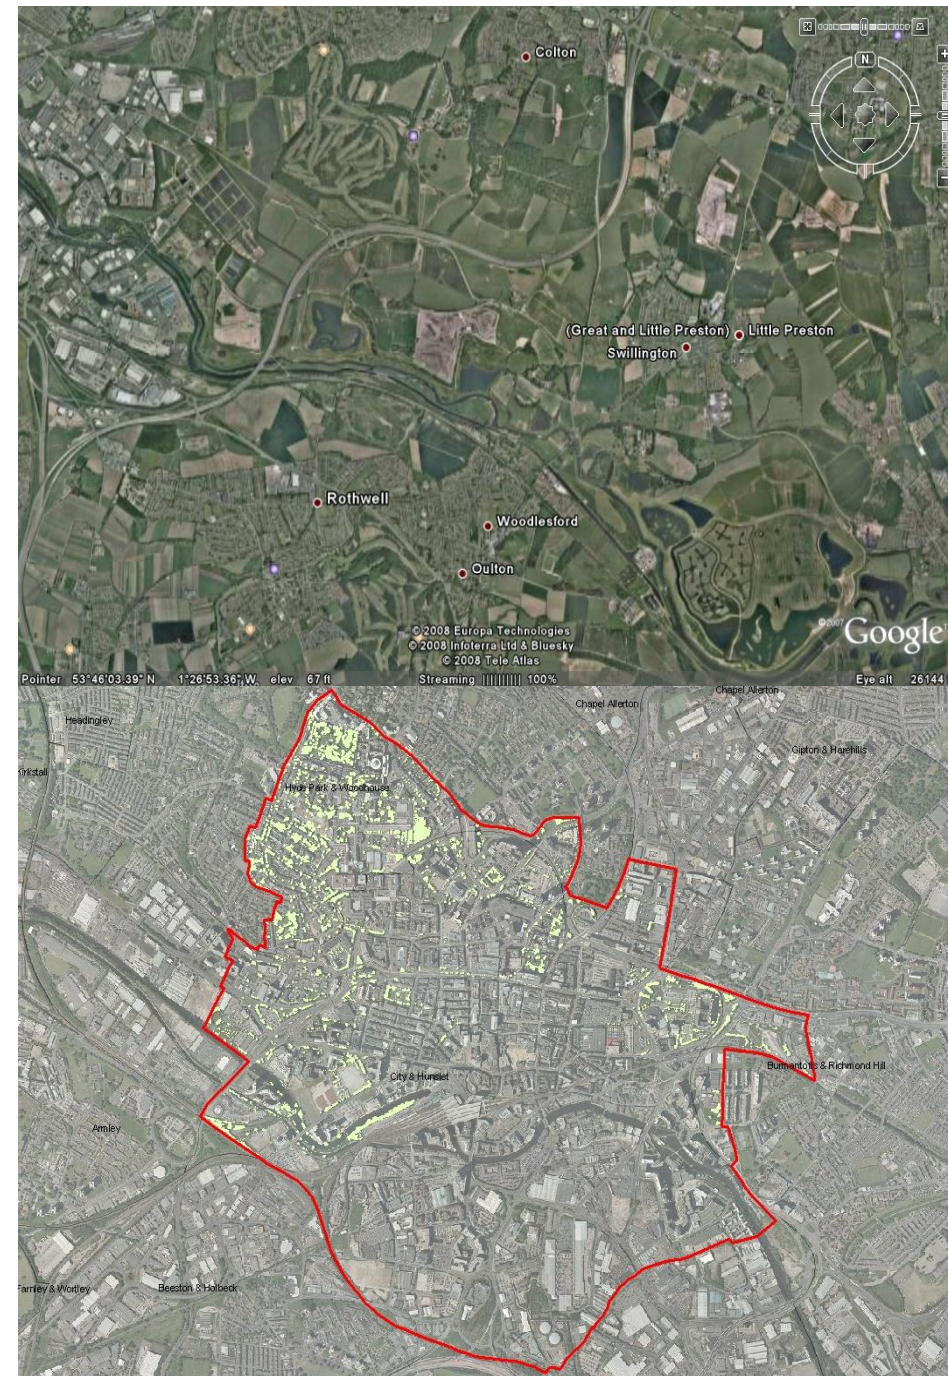 Colton
N
(Great and Little Preston)
Little Preston
Swillington
Rothwell
Woodlesford
Oulton
© 2008 Europa Technologies
© 2008 Infoterra Ltd & Bluesky
© 2008 Tele Atlas
©2007 Google
Pointer 53°46'03.39" N 1°26'53.36" W elev 67 ft Streaming ||||||||| 100% Eye alt 26144
Chapel Allerton
Chapel Allerton
Headingley
Gipton & Harehills
Hyde Park & Woodhouse
City & Hunslet
Burmantofts & Richmond Hill
Armley
Beeston & Holbeck